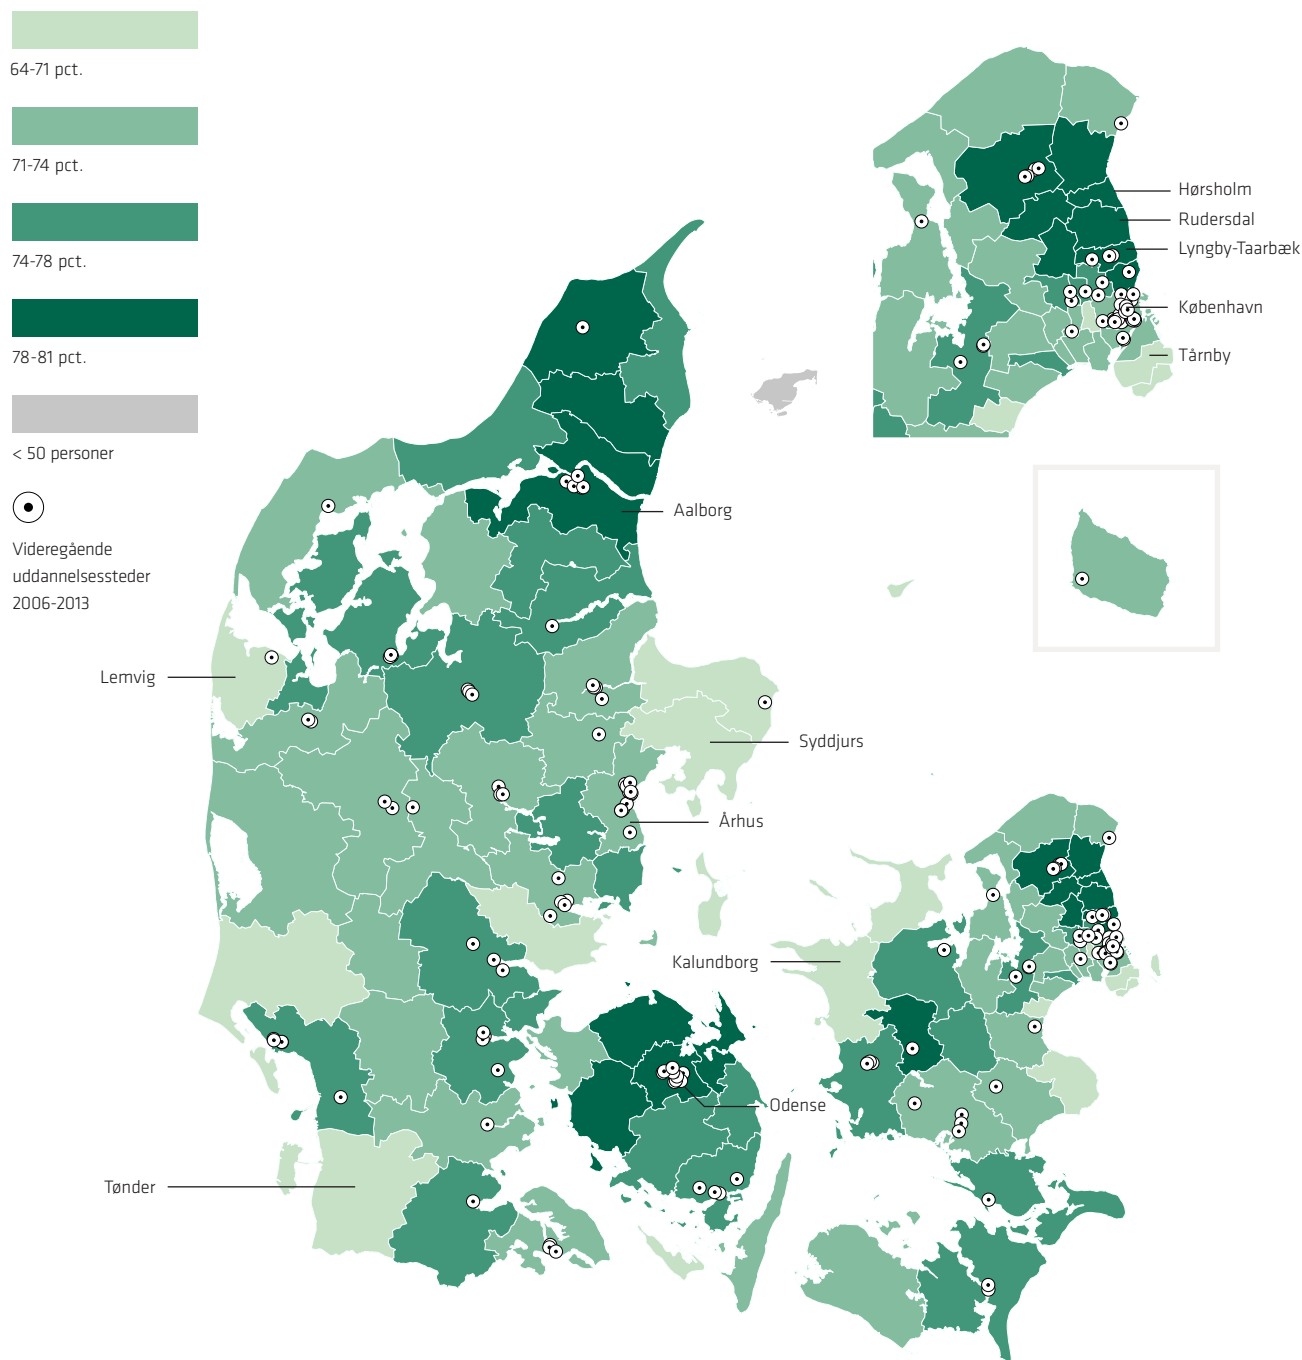 64-71 pct.
71-74 pct.
74-78 pct.
78-81 pct.
< 50 personer
Videregående
uddannelsessteder
2006-2013
Hørsholm
Rudersdal
Lyngby-Taarbæk
København
Tårnby
Aalborg
Lemvig
Syddjurs
Århus
Kalundborg
Odense
Tønder